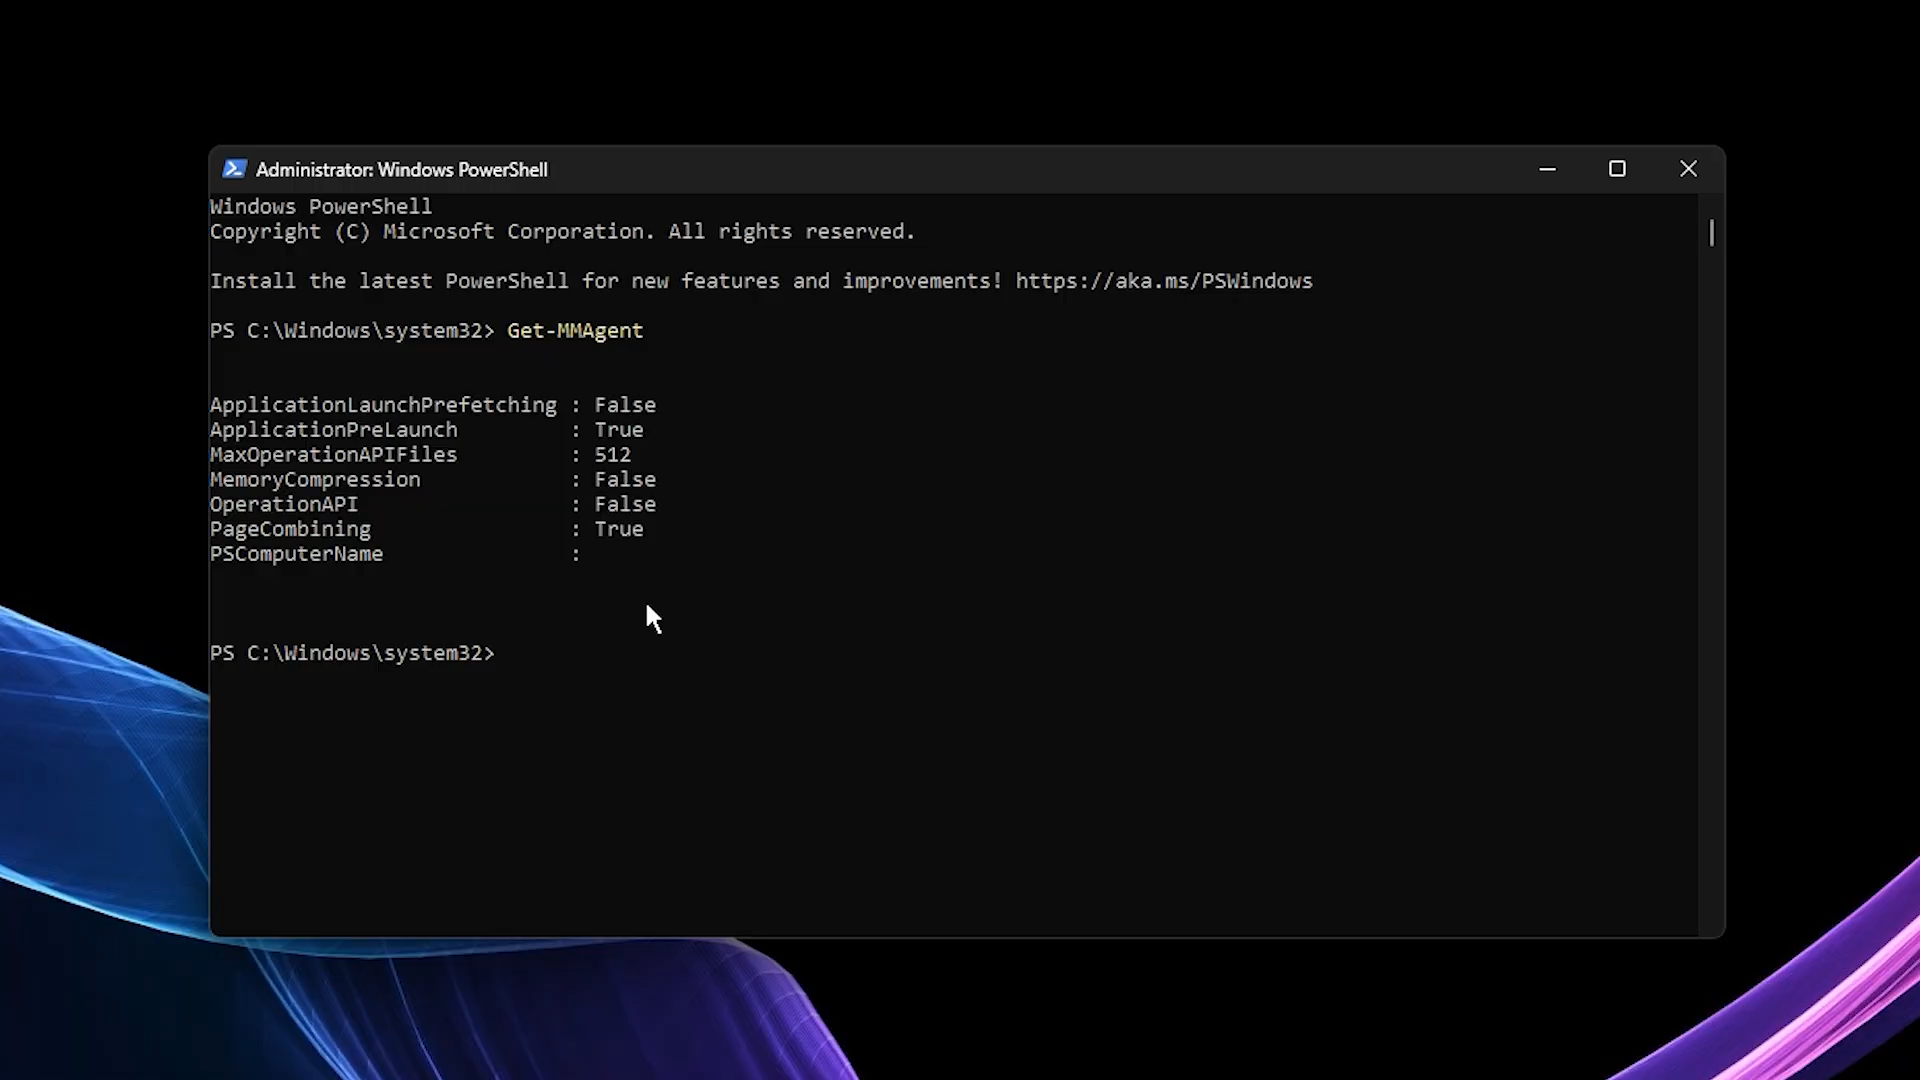 Administrator: Windows PowerShell
Windows PowerShell
Copyright (C) Microsoft Corporation. All rights reserved.
Install the latest PowerShell for new features and improvements! https://aka.ms/PSWindows
PS C:\Windows\system32> Get-MMAgent
ApplicationLaunchPrefetching : False
ApplicationPreLaunch         : True
MaxOperationAPIFiles         : 512
MemoryCompression            : False
OperationAPI                 : False
PageCombining                : True
PSComputerName               :
PS C:\Windows\system32>